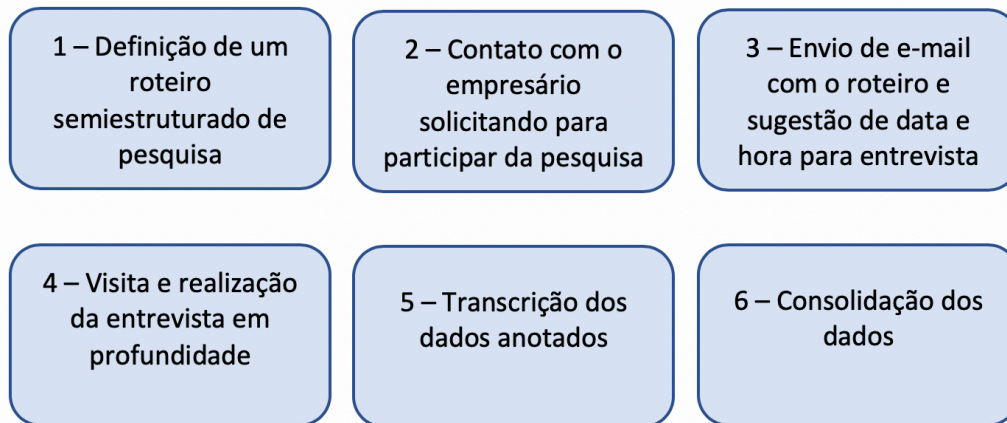 1 – Definição de um
roteiro
semiestruturado de
pesquisa
2 – Contato com o
empresário
solicitando para
participar da pesquisa
3 – Envio de e-mail
com o roteiro e
sugestão de data e
hora para entrevista
4 – Visita e realização
da entrevista em
profundidade
5 – Transcrição dos
dados anotados
6 – Consolidação dos
dados